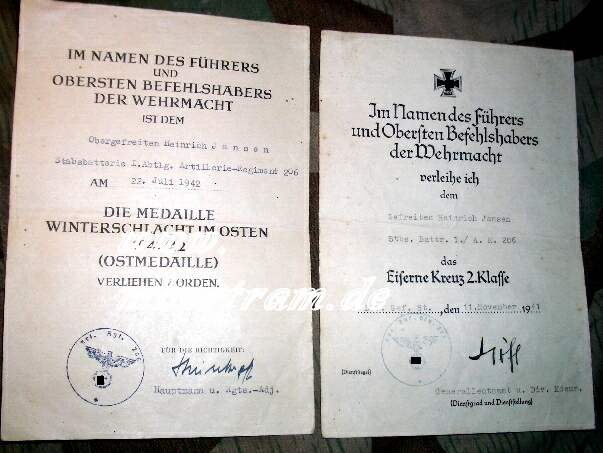 IM NAMEN DES FÜHRERS
UND
OBERSTEN BEFEHLSHABERS
DER WEHRMACHT
IST DEM
Obergefreiten Heinrich Jansen
Stabsbatterie I.Abtlg. Artillerie-Regiment 206
AM 22. Juli 1942
DIE MEDAILLE
WINTERSCHLACHT IM OSTEN
(OSTMEDAILLE)
VERLIEHEN WORDEN.
FÜR DIE RICHTIGKEIT:
Hauptmann u. Rgts.-Adj.
Im Namen des Führers
und Obersten Befehlshabers
der Wehrmacht
verleihe ich
dem
Gefreiten Heinrich Jansen
Stbs. Battr. I./ A. R. 206
das
Eiserne Kreuz 2. Klasse
Gef. St. ,den 11.November 1941
(Dienstsiegel)
Generalleutnant u. Div. Kdeur.
(Dienstgrad und Dienststellung)